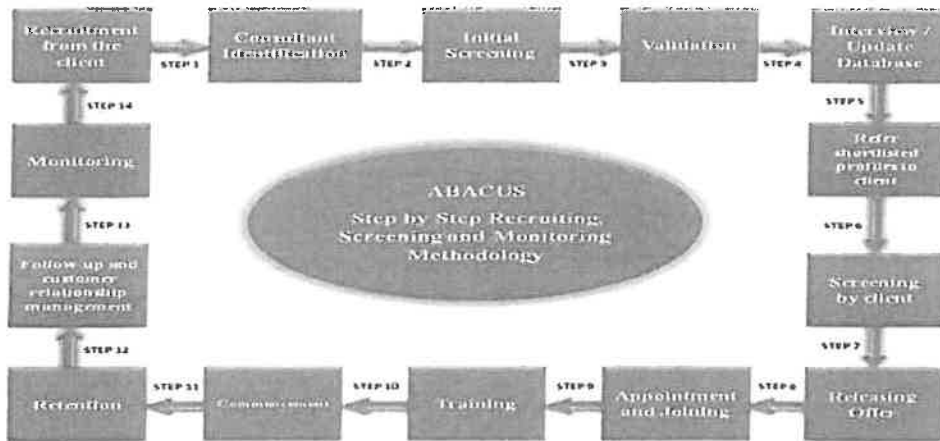 Recruitment
from the
client
STEP 1
Consultant
Identification
STEP 2
Initial
Screening
STEP 3
Validation
STEP 4
Interview /
Update
Database
STEP 5
Refer
shortlisted
profiles to
client
STEP 6
Screening
by client
STEP 7
Releasing
Offer
STEP 8
Appointment
and Joining
STEP 9
Training
STEP 10
STEP 11
Retention
STEP 12
Follow-up and
customer
relationship
management
STEP 13
Monitoring
STEP 14
ABACUS
Step by Step Recruiting,
Screening and Monitoring
Methodology